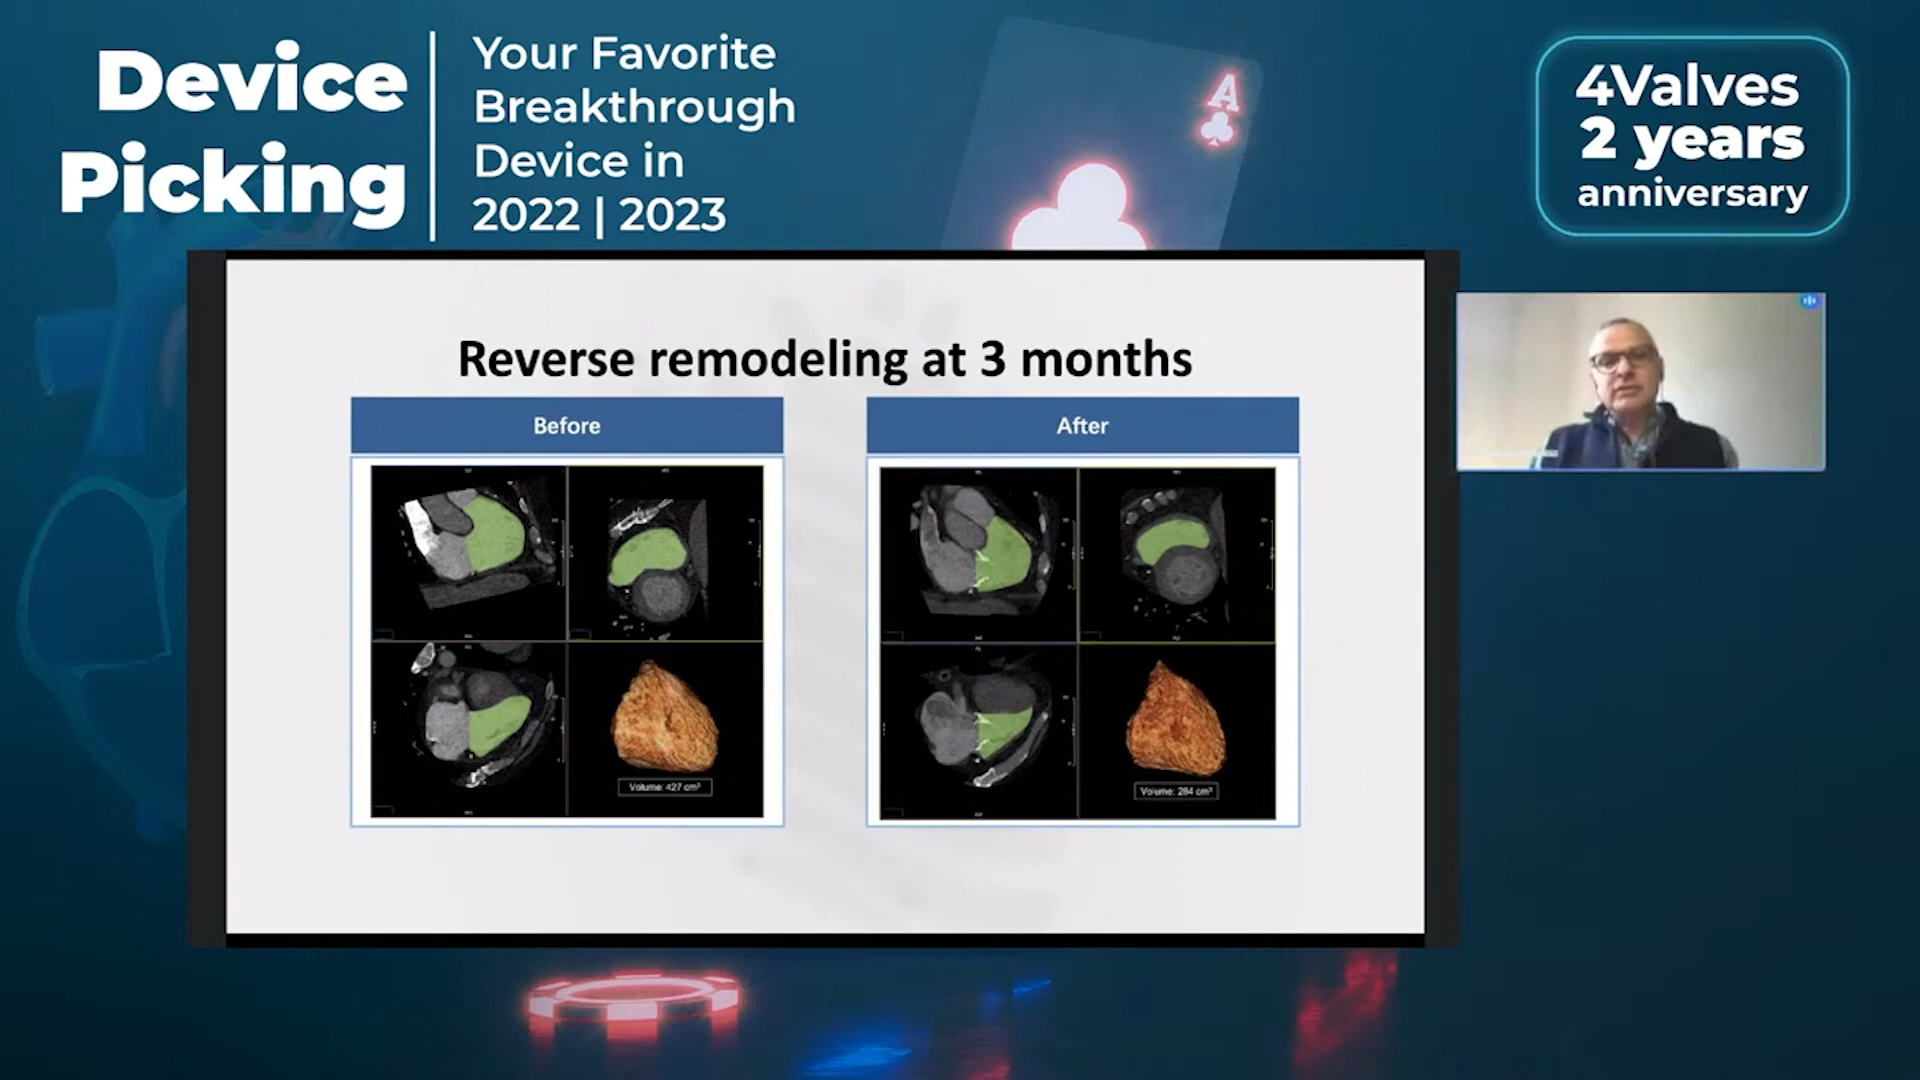 Device
Picking
Your Favorite
Breakthrough
Device in
2022 | 2023
A
4Valves
2 years
anniversary
Reverse remodeling at 3 months
Before
After
Volume: 427 cm³
Volume: 284 cm³